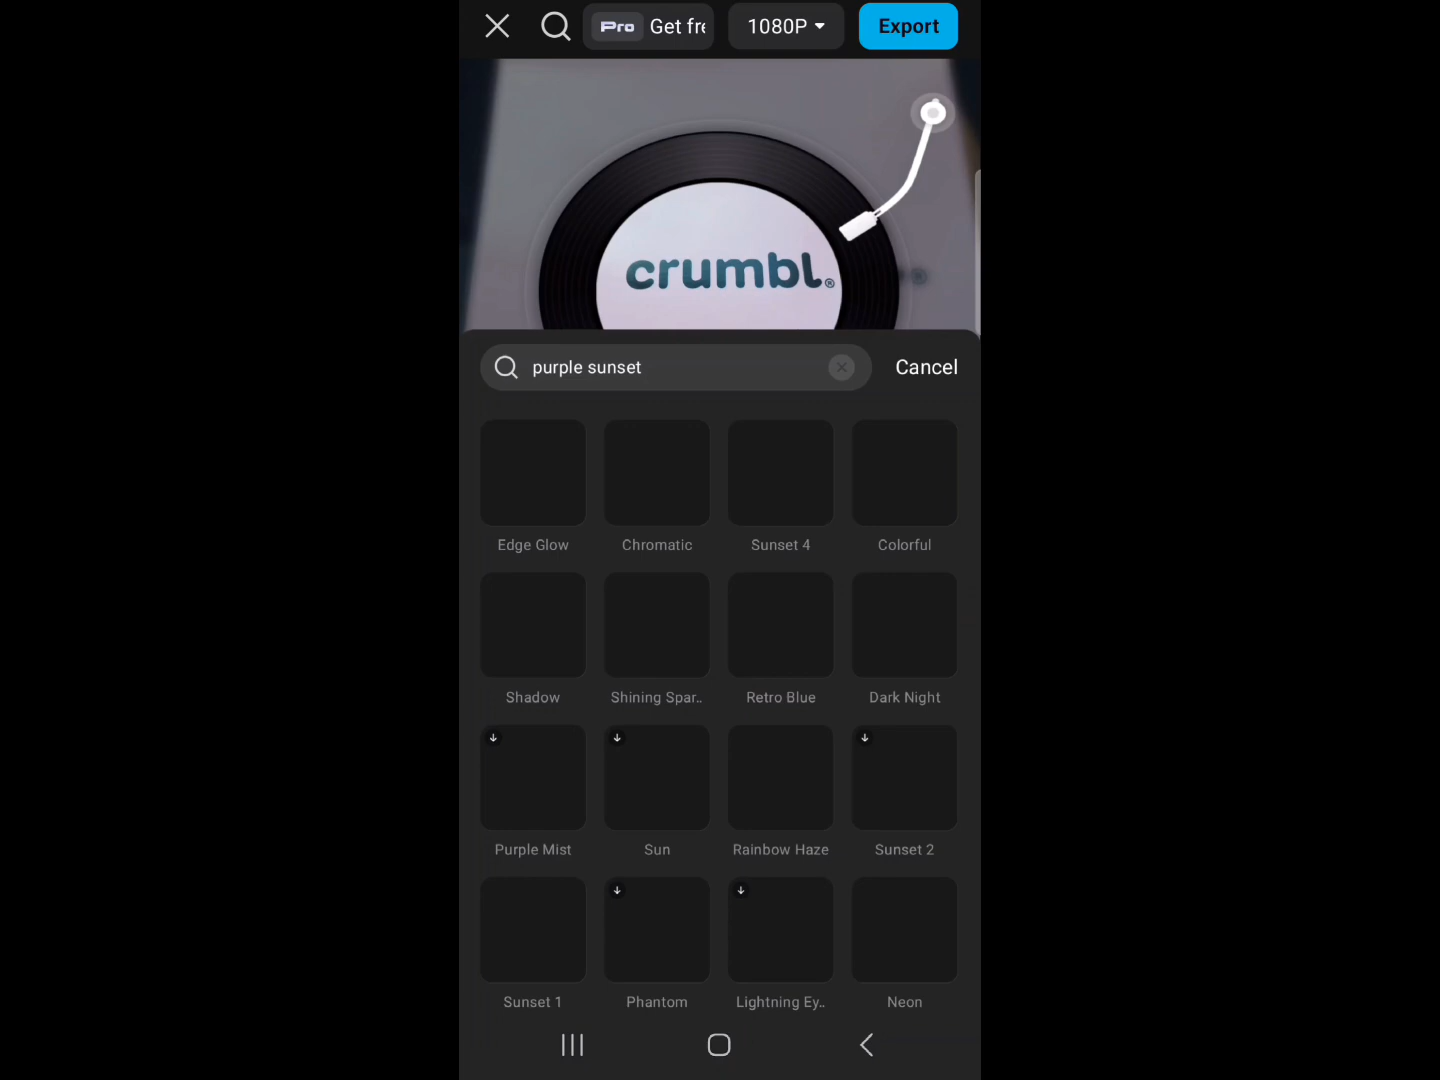 Pro Get fre 1080P Export
crumbl®
purple sunset Cancel
Edge Glow Chromatic Sunset 4 Colorful
Shadow Shining Spar.. Retro Blue Dark Night
Purple Mist Sun Rainbow Haze Sunset 2
Sunset 1 Phantom Lightning Ey.. Neon